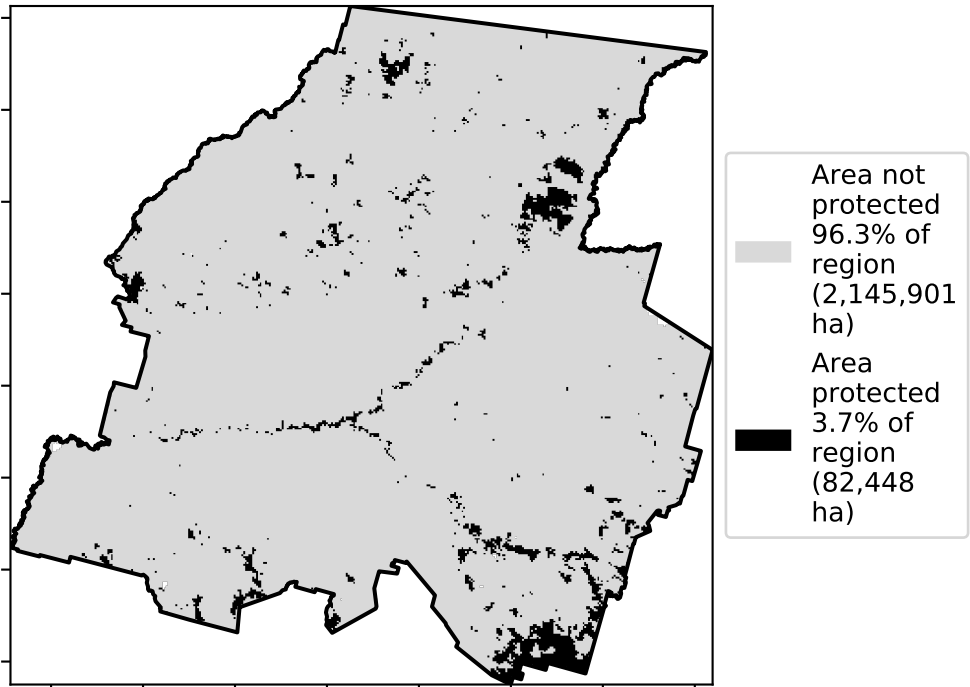 Area not
protected
96.3% of
region
(2,145,901
ha)
Area
protected
3.7% of
region
(82,448
ha)